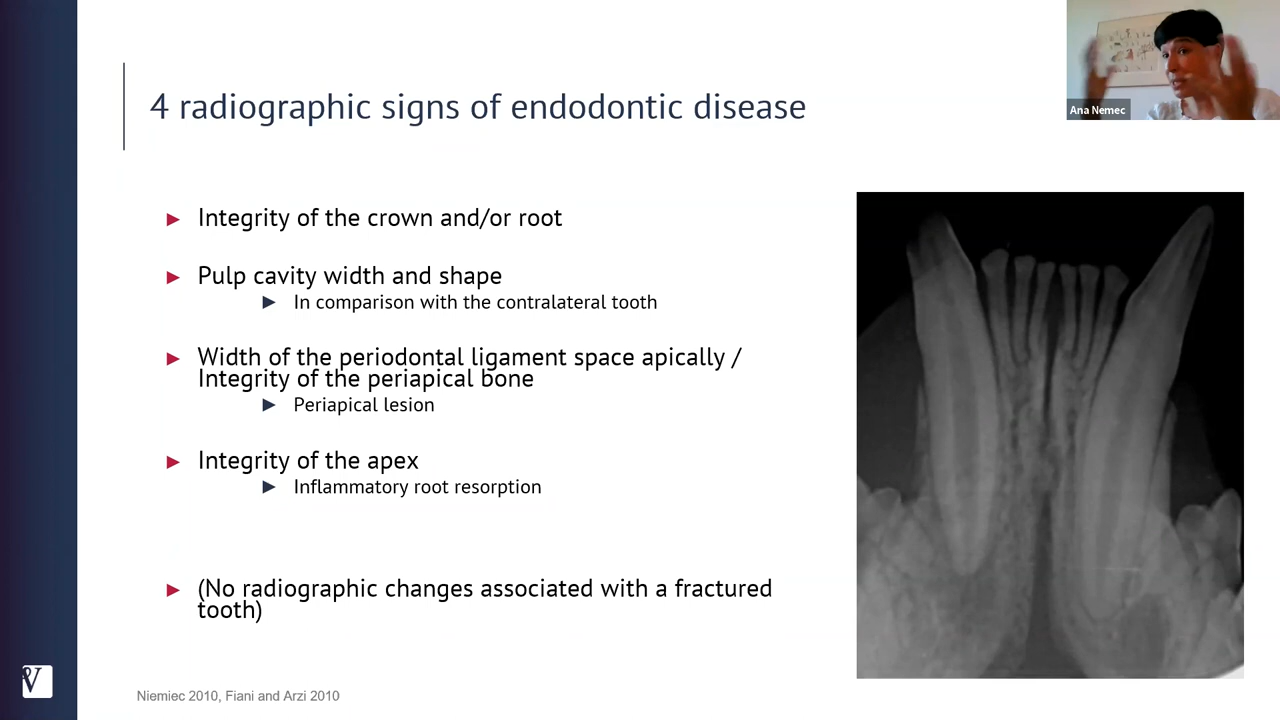 4 radiographic signs of endodontic disease
Ana Nemec
► Integrity of the crown and/or root
► Pulp cavity width and shape
► In comparison with the contralateral tooth
► Width of the periodontal ligament space apically /
Integrity of the periapical bone
► Periapical lesion
► Integrity of the apex
► Inflammatory root resorption
► (No radiographic changes associated with a fractured
tooth)
Niemiec 2010, Fiani and Arzi 2010